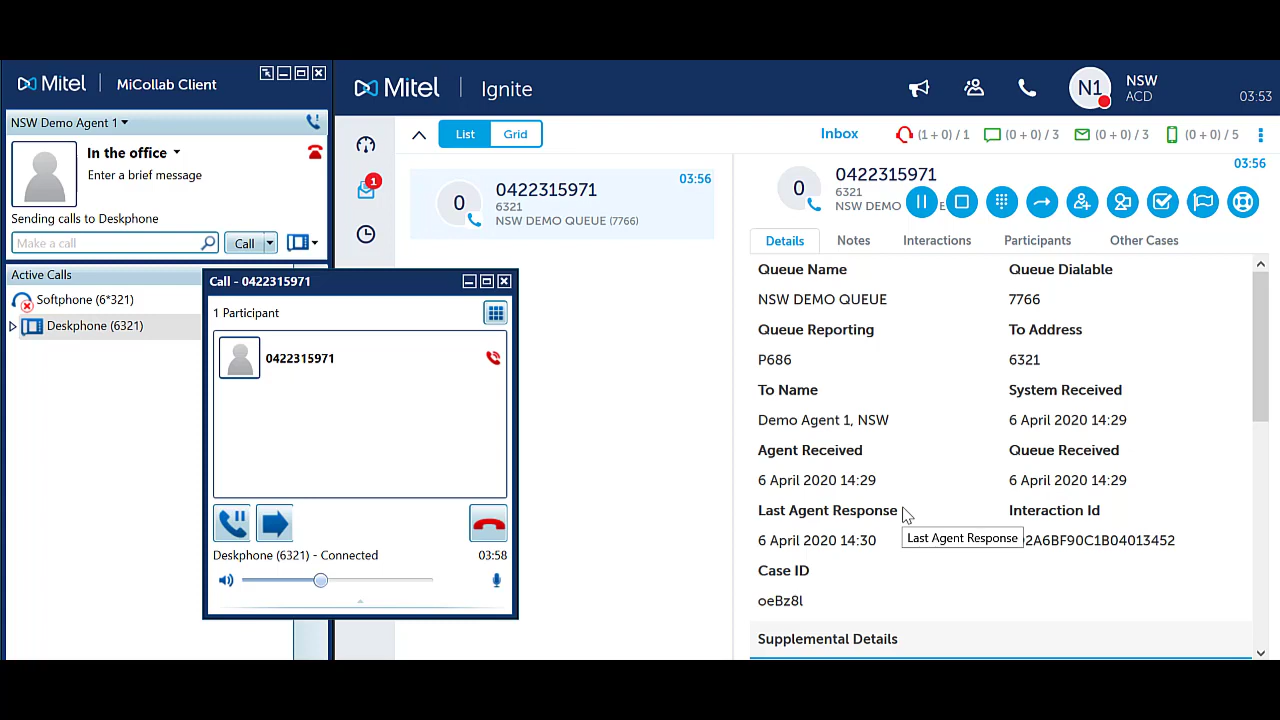 Mitel
MiCollab Client
NSW Demo Agent 1
In the office
Enter a brief message
Sending calls to Deskphone
Make a call
Call
Active Calls
Softphone (6*321)
Deskphone (6321)
Call - 0422315971
1 Participant
0422315971
Deskphone (6321) - Connected
03:58
Mitel
Ignite
N1
NSW
ACD
03:53
List
Grid
Inbox
(1 + 0) / 1
(0 + 0) / 3
(0 + 0) / 3
(0 + 0) / 5
1
0
0422315971
6321
NSW DEMO QUEUE (7766)
03:56
03:56
0
0422315971
6321
NSW DEMO
E
Details
Notes
Interactions
Participants
Other Cases
Queue Name
Queue Dialable
NSW DEMO QUEUE
7766
Queue Reporting
To Address
P686
6321
To Name
System Received
Demo Agent 1, NSW
6 April 2020 14:29
Agent Received
Queue Received
6 April 2020 14:29
6 April 2020 14:29
Last Agent Response
Interaction Id
6 April 2020 14:30
Last Agent Response
2A6BF90C1B04013452
Case ID
oeBz8l
Supplemental Details